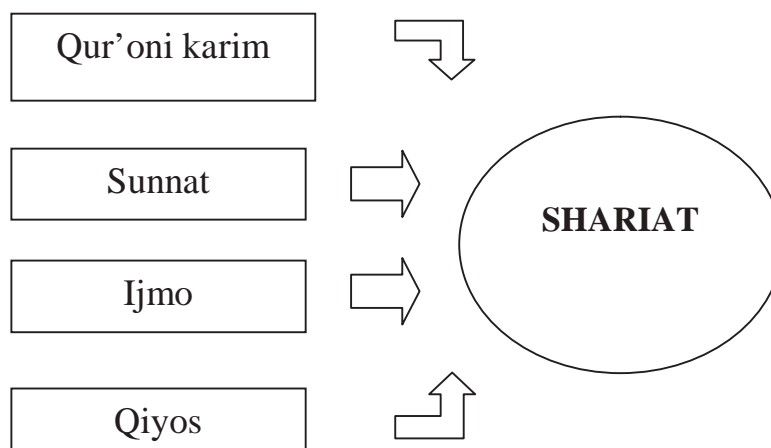 Qur’oni karim
Sunnat
SHARIAT
Ijmo
Qiyos